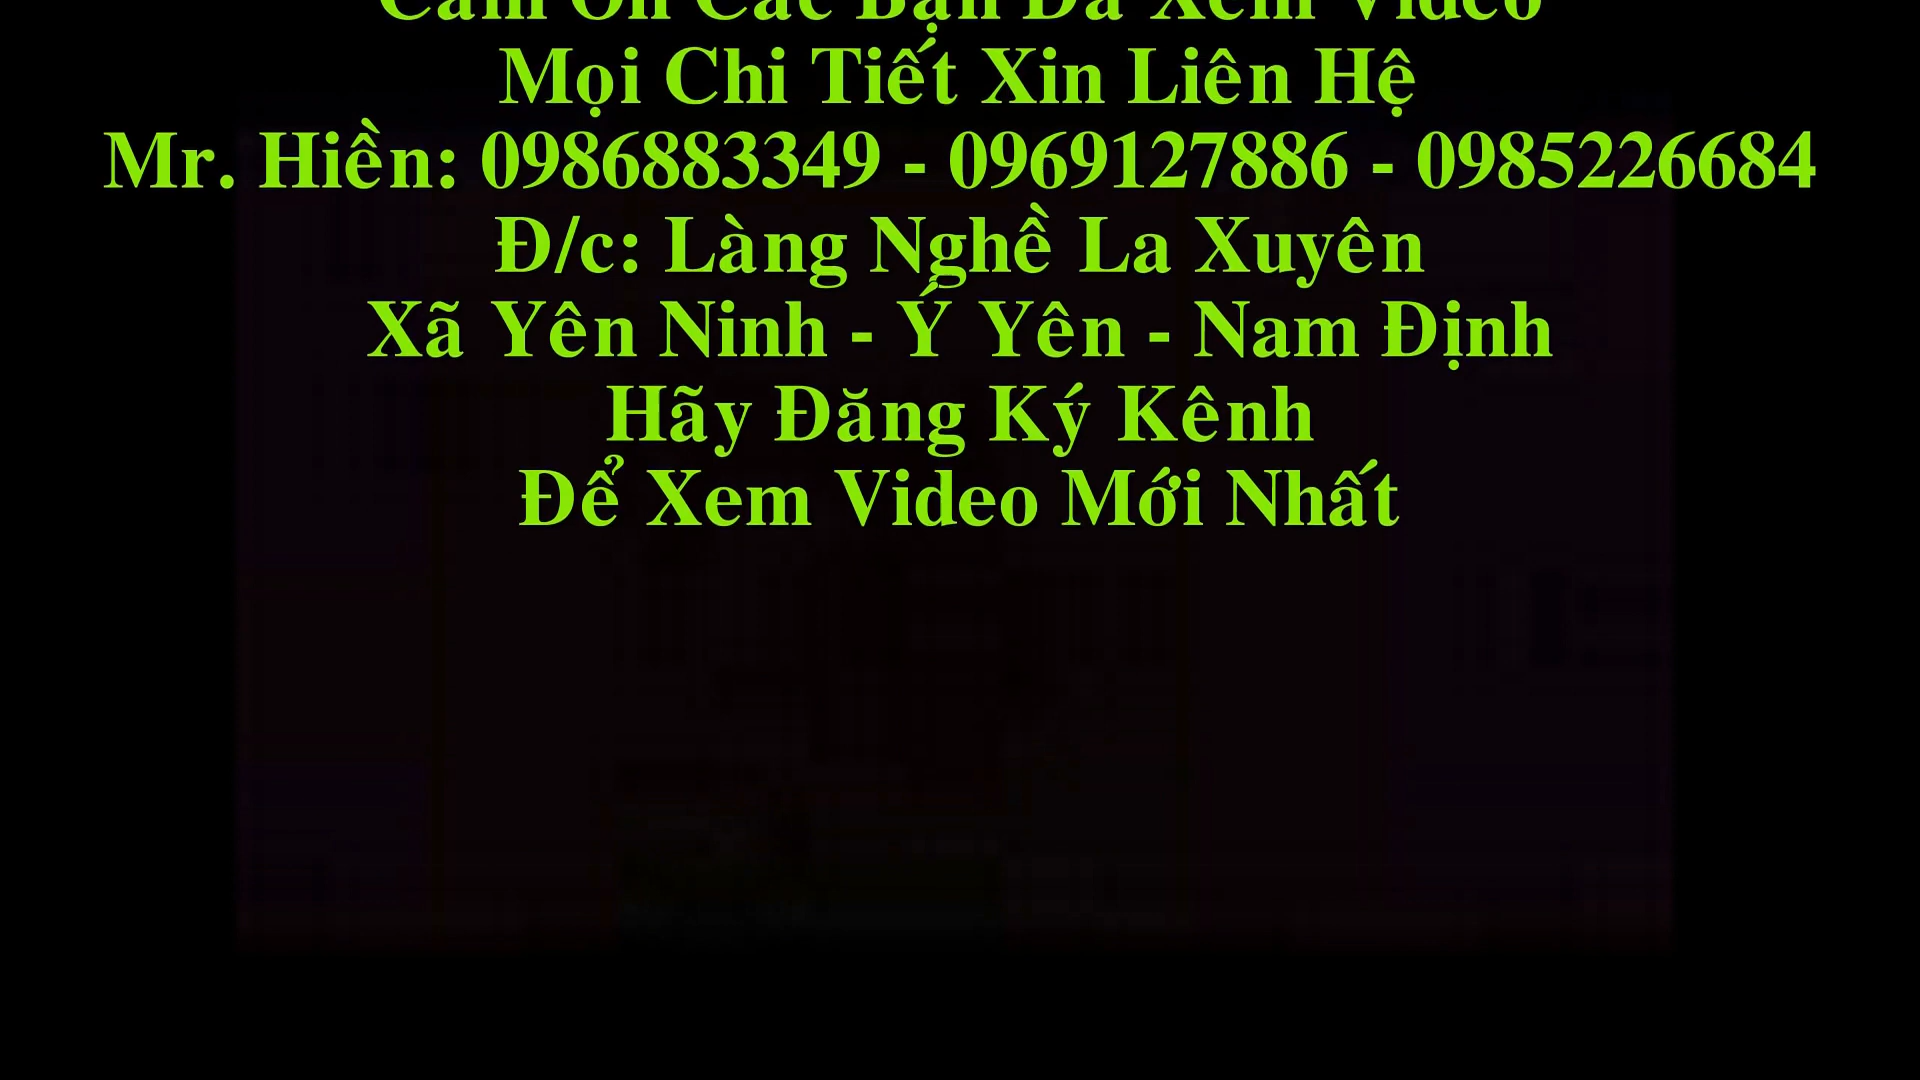 Cảm Ơn Các Bạn Đã Xem Video
Mọi Chi Tiết Xin Liên Hệ
Mr. Hiền: 0986883349 - 0969127886 - 0985226684
Đ/c: Làng Nghề La Xuyên
Xã Yên Ninh - Ý Yên - Nam Định
Hãy Đăng Ký Kênh
Để Xem Video Mới Nhất